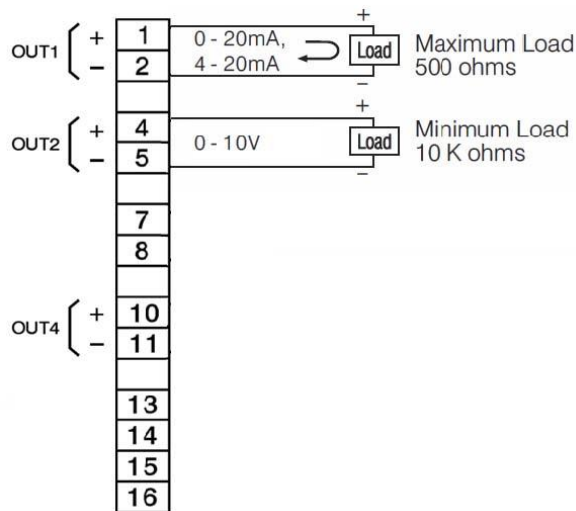 +
OUT1 + 1 0 - 20mA, Load Maximum Load
− 2 4 - 20mA 500 ohms
−
+
OUT2 + 4 0 - 10V Load Minimum Load
− 5 10 K ohms
−
7
8
OUT4 + 10
− 11
13
14
15
16